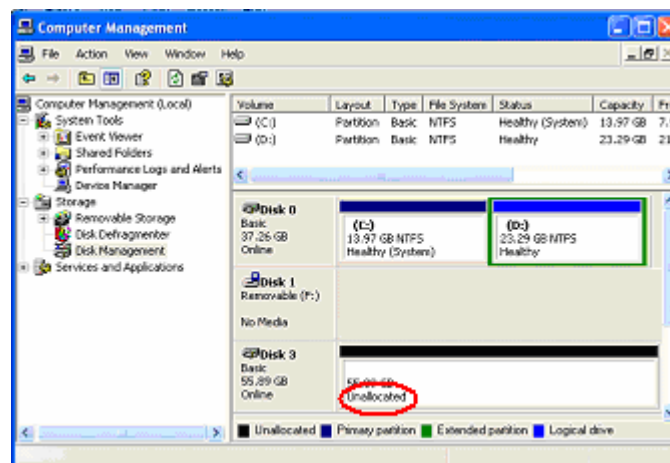 Computer Management
File Action View Window Help
Computer Management (Local)
System Tools
Event Viewer
Shared Folders
Performance Logs and Alerts
Device Manager
Storage
Removable Storage
Disk Defragmenter
Disk Management
Services and Applications
Volume Layout Type File System Status Capacity
(C:) Partition Basic NTFS Healthy (System) 13.97 GB
(D:) Partition Basic NTFS Healthy 23.29 GB
Disk 0
Basic
37.26 GB
Online
(C:)
13.97 GB NTFS
Healthy (System)
(D:)
23.29 GB NTFS
Healthy
Disk 1
Removable (F:)
No Media
Disk 3
Basic
55.89 GB
Online
55.89 GB
Unallocated
Unallocated Primary partition Extended partition Logical drive